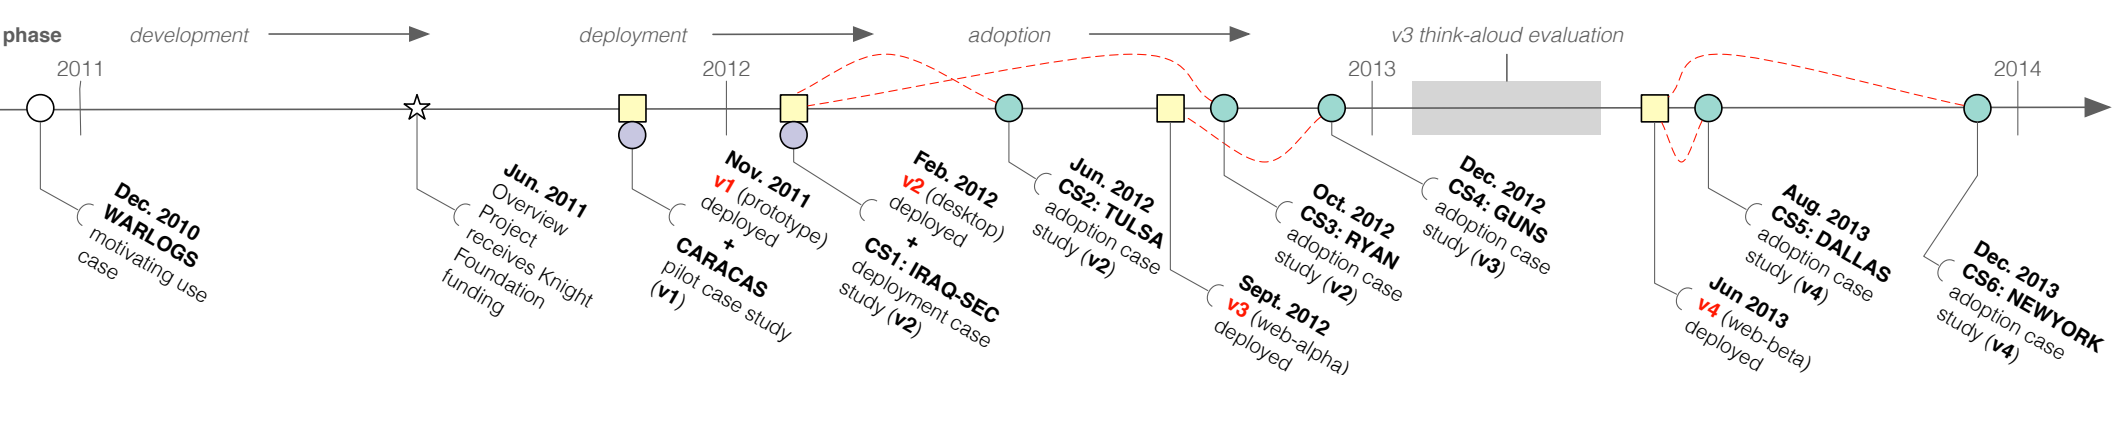 phase
development
deployment
adoption
v3 think-aloud evaluation
2011
2012
2013
2014
Dec. 2010
WARLOGS
motivating use
case
Jun. 2011
Overview
Project
receives Knight
Foundation
funding
Nov. 2011
v1 (prototype)
deployed
+
CARACAS
pilot case study
(v1)
Feb. 2012
v2 (desktop)
deployed
+
CS1: IRAQ-SEC
deployment case
study (v2)
Jun. 2012
CS2: TULSA
adoption case
study (v2)
Sept. 2012
v3 (web-alpha)
deployed
Oct. 2012
CS3: RYAN
adoption case
study (v2)
Dec. 2012
CS4: GUNS
adoption case
study (v3)
Jun 2013
v4 (web-beta)
deployed
Aug. 2013
CS5: DALLAS
adoption case
study (v4)
Dec. 2013
CS6: NEWYORK
adoption case
study (v4)